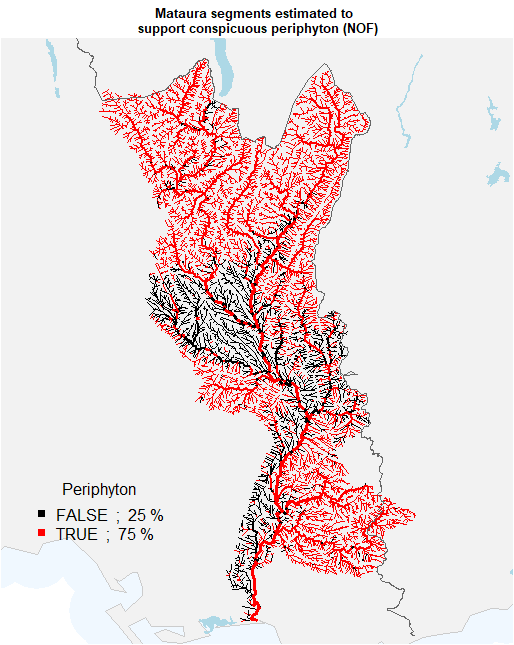 Mataura segments estimated to
support conspicuous periphyton (NOF)
Periphyton
FALSE ; 25 %
TRUE ; 75 %